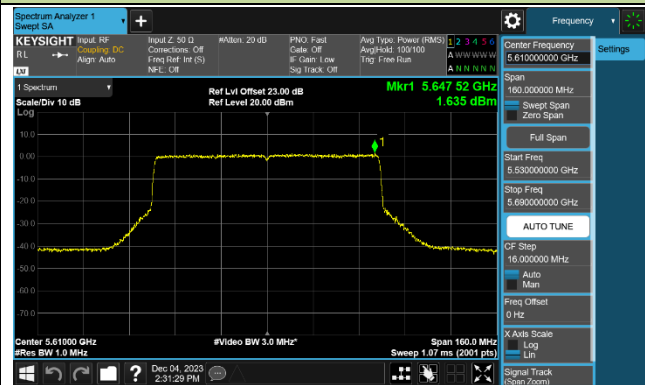 Spectrum Analyzer 1
Swept SA
Frequency
KEYSIGHT
RL
LXI
Input: RF
Coupling: DC
Align: Auto
Input Z: 50 Ω
Corrections: Off
Freq Ref: Int (S)
NFE: Off
#Atten: 20 dB
PNO: Fast
Gate: Off
IF Gain: Low
Sig Track: Off
Avg Type: Power (RMS)
Avg|Hold: 100/100
Trig: Free Run
1 2 3 4 5 6
A W W W W W
A N N N N N
1 Spectrum
Scale/Div 10 dB
Log
Ref Lvl Offset 23.00 dB
Ref Level 20.00 dBm
Mkr1 5.647 52 GHz
1.635 dBm
1
10.0
0.00
-10.0
-20.0
-30.0
-40.0
-50.0
-60.0
-70.0
Center 5.61000 GHz
#Res BW 1.0 MHz
#Video BW 3.0 MHz*
Span 160.0 MHz
Sweep 1.07 ms (2001 pts)
Dec 04, 2023
2:31:29 PM
Center Frequency
5.610000000 GHz
Span
160.000000 MHz
Swept Span
Zero Span
Full Span
Start Freq
5.530000000 GHz
Stop Freq
5.690000000 GHz
AUTO TUNE
CF Step
16.000000 MHz
Auto
Man
Freq Offset
0 Hz
X Axis Scale
Log
Lin
Signal Track
(Span Zoom)
Settings